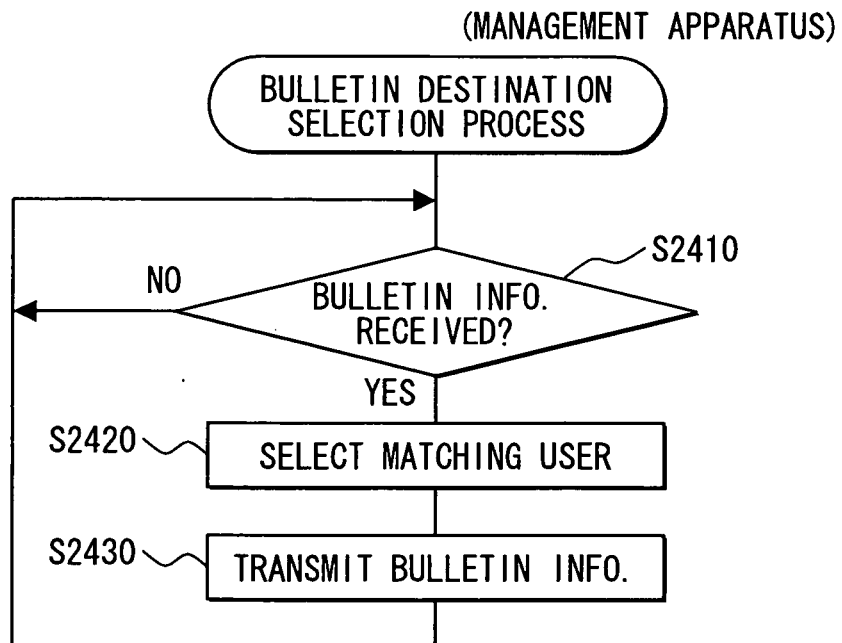 (MANAGEMENT APPARATUS)
BULLETIN DESTINATION
SELECTION PROCESS
S2410
NO
BULLETIN INFO.
RECEIVED?
YES
S2420
SELECT MATCHING USER
S2430
TRANSMIT BULLETIN INFO.